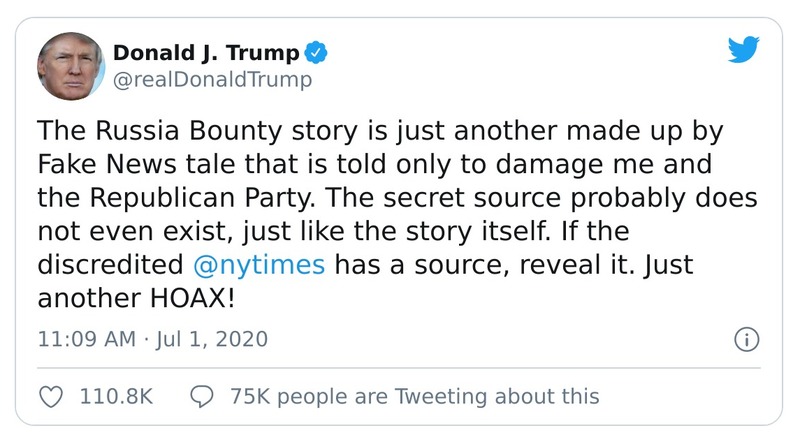 Donald J. Trump
@realDonaldTrump
The Russia Bounty story is just another made up by
Fake News tale that is told only to damage me and
the Republican Party. The secret source probably does
not even exist, just like the story itself. If the
discredited @nytimes has a source, reveal it. Just
another HOAX!
11:09 AM · Jul 1, 2020
110.8K 75K people are Tweeting about this